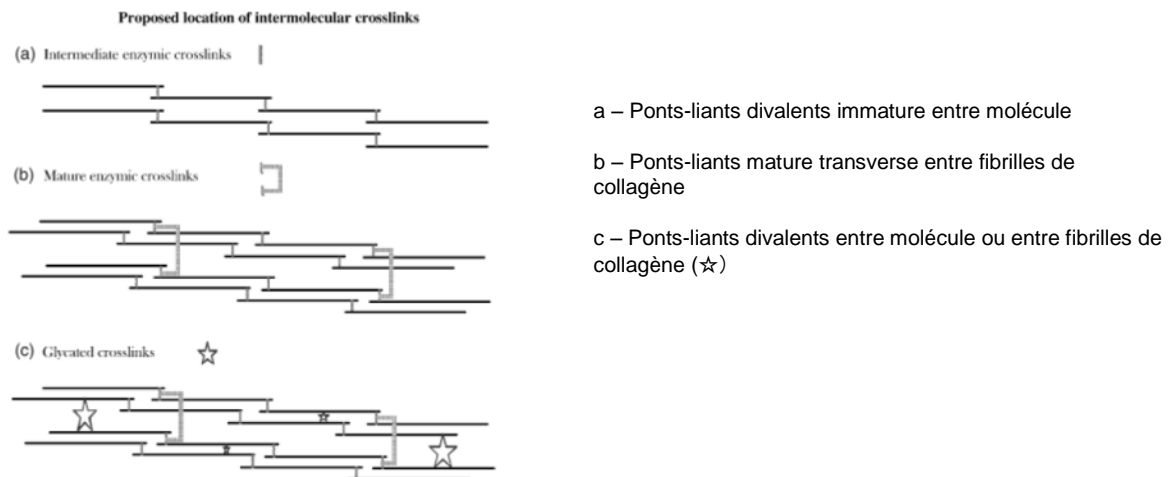 Proposed location of intermolecular crosslinks
(a) Intermediate enzymic crosslinks
(b) Mature enzymic crosslinks
(c) Glycated crosslinks
a – Ponts-liants divalents immature entre molécule
b – Ponts-liants mature transverse entre fibrilles de
collagène
c – Ponts-liants divalents entre molécule ou entre fibrilles de
collagène (☆)